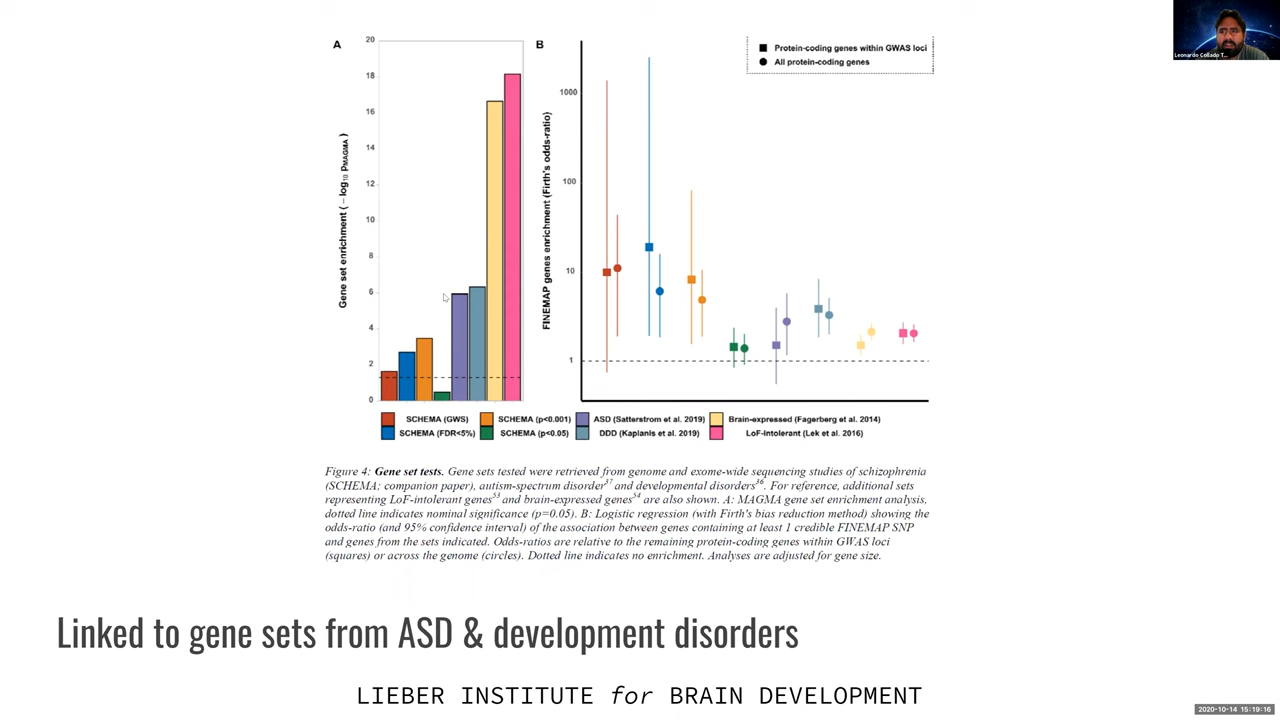 A
B
20
18
16
14
12
10
8
6
4
2
0
Gene set enrichment (− log₁₀ pMAGMA)
1000
100
10
1
FINEMAP genes enrichment (Firth's odds-ratio)
Protein-coding genes within GWAS loci
All protein-coding genes
SCHEMA (GWS) SCHEMA (p<0.001) ASD (Satterstrom et al. 2019) Brain-expressed (Fagerberg et al. 2014)
SCHEMA (FDR<5%) SCHEMA (p<0.05) DDD (Kaplanis et al. 2019) LoF-Intolerant (Lek et al. 2016)
Figure 4: Gene set tests. Gene sets tested were retrieved from genome and exome-wide sequencing studies of schizophrenia
(SCHEMA; companion paper), autism-spectrum disorder³⁷ and developmental disorders³⁶. For reference, additional sets
representing LoF-intolerant genes⁵³ and brain-expressed genes⁵⁴ are also shown. A: MAGMA gene set enrichment analysis,
dotted line indicates nominal significance (p=0.05). B: Logistic regression (with Firth's bias reduction method) showing the
odds-ratio (and 95% confidence interval) of the association between genes containing at least 1 credible FINEMAP SNP
and genes from the sets indicated. Odds-ratios are relative to the remaining protein-coding genes within GWAS loci
(squares) or across the genome (circles). Dotted line indicates no enrichment. Analyses are adjusted for gene size.
Linked to gene sets from ASD & development disorders
LIEBER INSTITUTE for BRAIN DEVELOPMENT
Leonardo Collado T...
2020-10-14 15:19:16